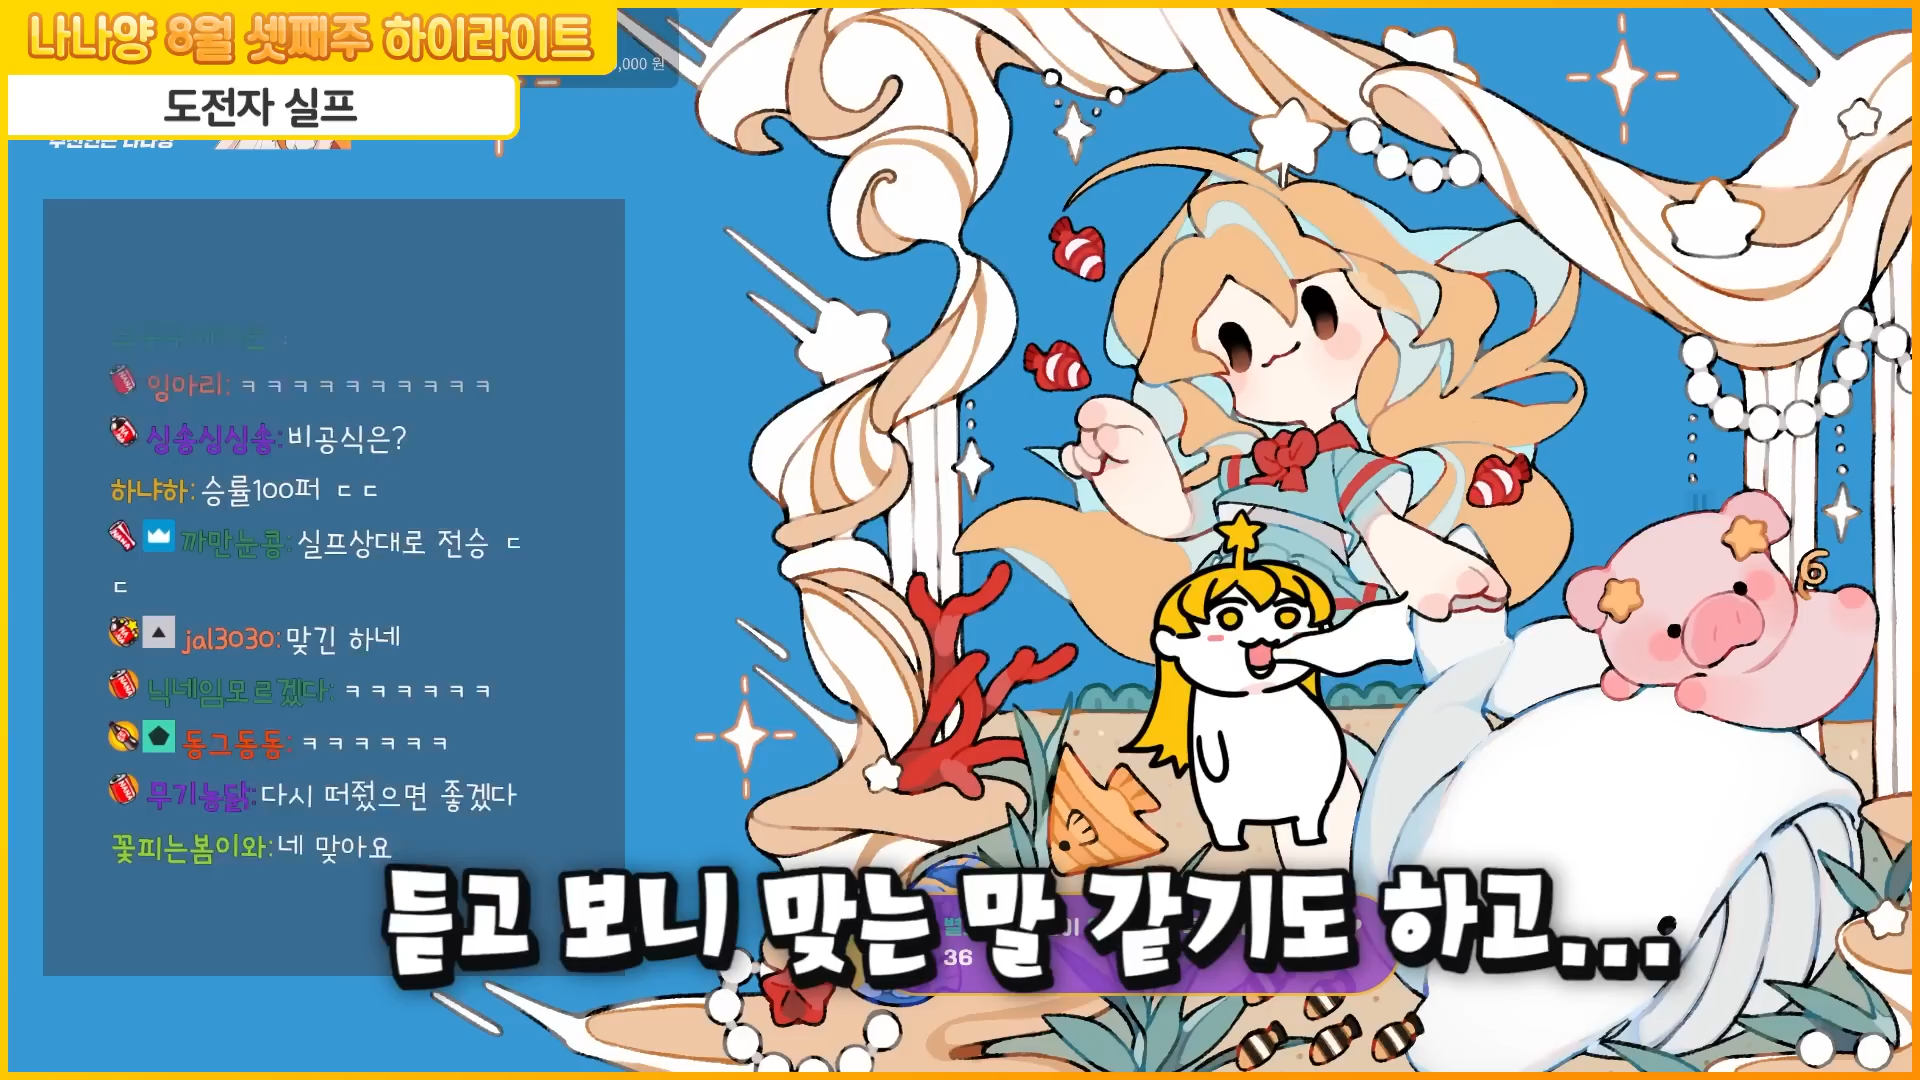 나나양 8월 셋째주 하이라이트
,000 원
도전자 실프
잉마리: ㅋㅋㅋㅋㅋㅋㅋㅋㅋㅋ
싱송싱싱송: 비공식은?
하냐하: 승률100퍼 ㄷㄷ
까만눈콩: 실프상대로 전승 ㄷ
ㄷ
jal3030: 맞긴 하네
닉네임모르겠다: ㅋㅋㅋㅋㅋㅋ
동그동동: ㅋㅋㅋㅋㅋㅋ
무기능닭: 다시 떠줬으면 좋겠다
꽃피는봄이와: 네 맞아요
듣고 보니 맞는 말 같기도 하고...
36